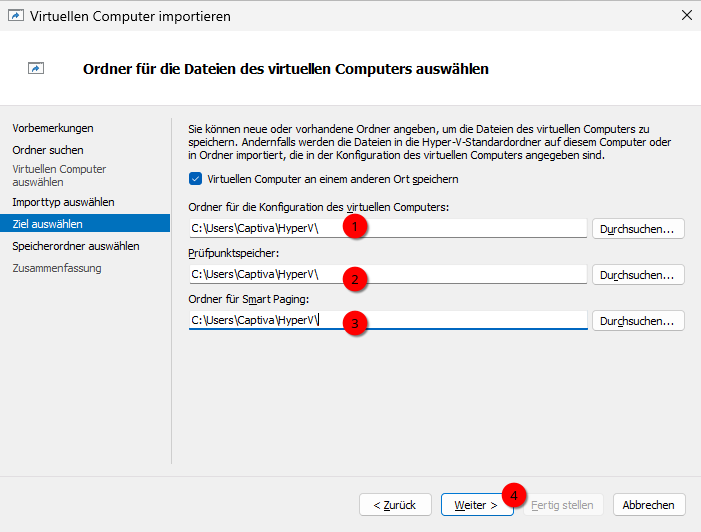 Virtuellen Computer importieren
Ordner für die Dateien des virtuellen Computers auswählen
Vorbemerkungen
Ordner suchen
Virtuellen Computer
auswählen
Importtyp auswählen
Ziel auswählen
Speicherordner auswählen
Zusammenfassung
Sie können neue oder vorhandene Ordner angeben, um die Dateien des virtuellen Computers zu
speichern. Andernfalls werden die Dateien in die Hyper-V-Standardordner auf diesem Computer oder
in Ordner importiert, die in der Konfiguration des virtuellen Computers angegeben sind.
Virtuellen Computer an einem anderen Ort speichern
Ordner für die Konfiguration des virtuellen Computers:
C:\Users\Captiva\HyperV\ 1 Durchsuchen...
Prüfpunktspeicher:
C:\Users\Captiva\HyperV\ 2 Durchsuchen...
Ordner für Smart Paging:
C:\Users\Captiva\HyperV\ 3 Durchsuchen...
< Zurück Weiter > 4 Fertig stellen Abbrechen